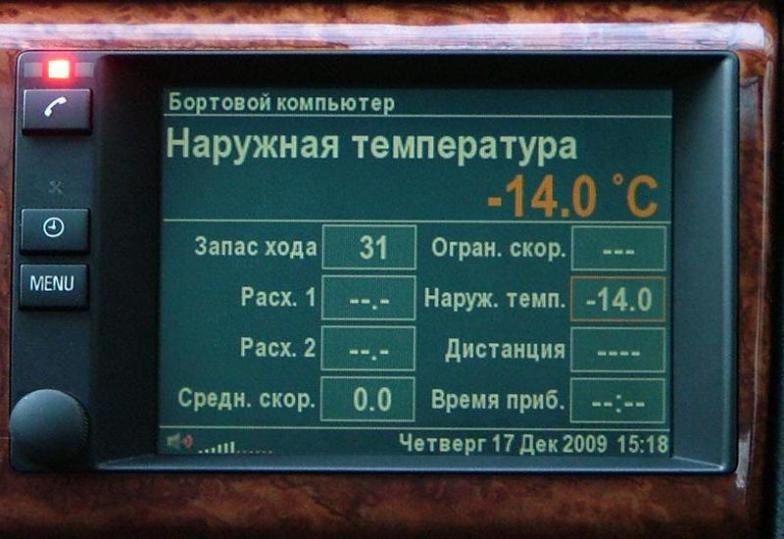 Бортовой компьютер
Наружная температура
-14.0 °C
Запас хода 31 Огран. скор. ---
MENU
Расх. 1 --.- Наруж. темп. -14.0
Расх. 2 --.- Дистанция ----
Средн. скор. 0.0 Время приб. --:--
Четверг 17 Дек 2009 15:18